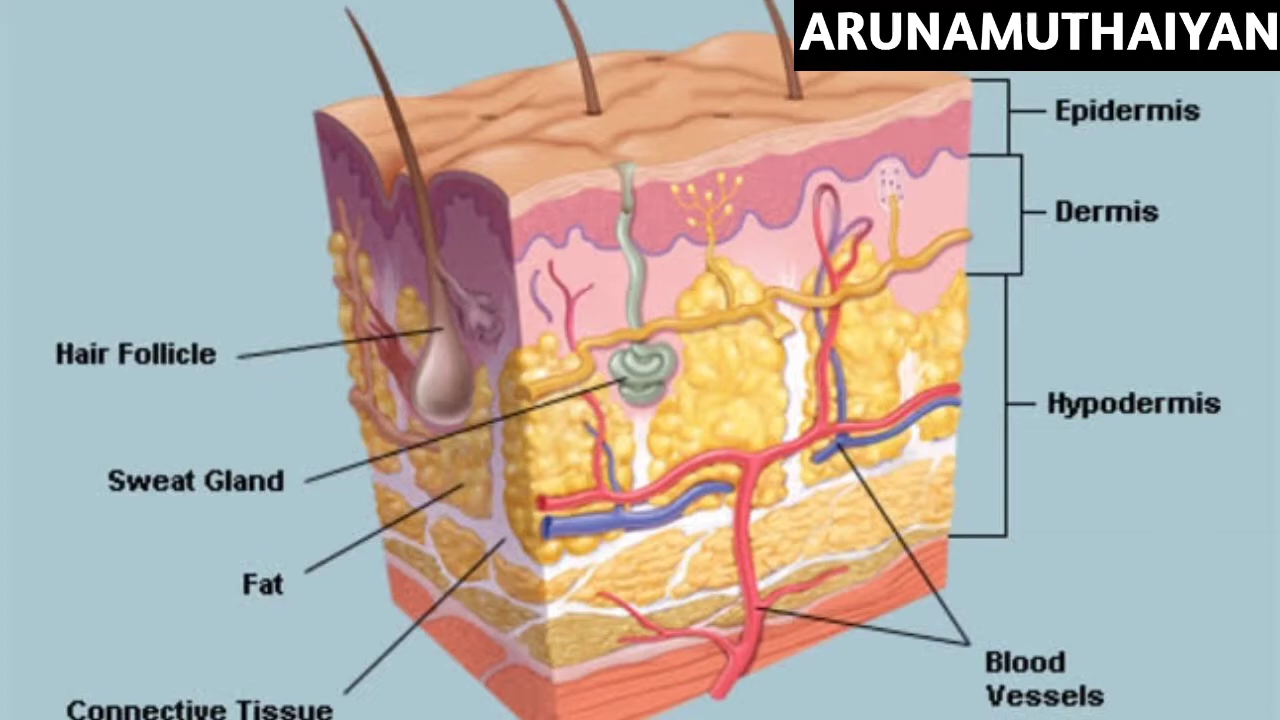 ARUNAMUTHAIYAN
Epidermis
Dermis
Hair Follicle
Hypodermis
Sweat Gland
Fat
Blood
Vessels
Connective Tissue